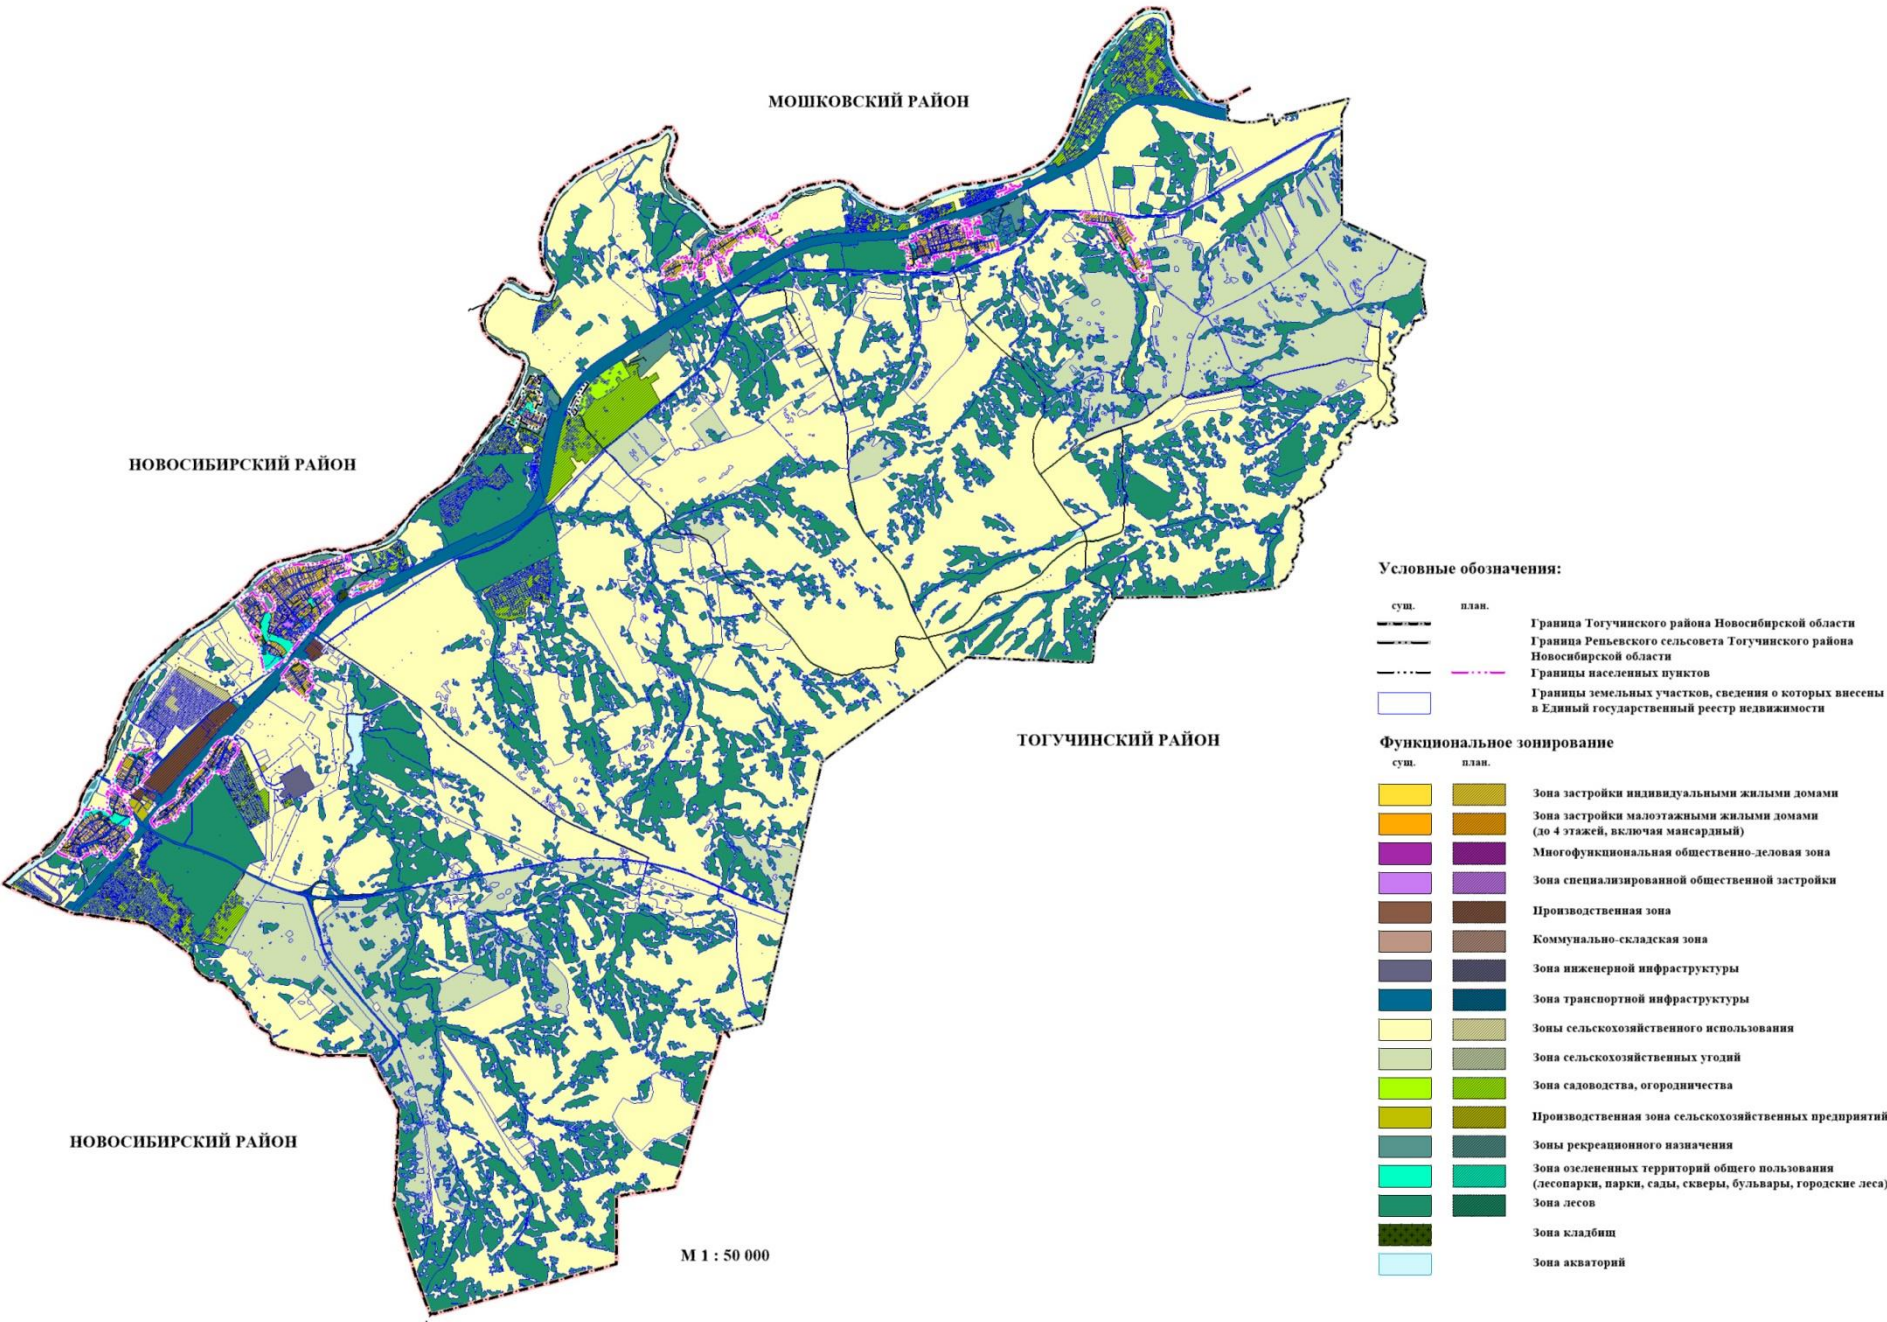 МОШКОВСКИЙ РАЙОН
НОВОСИБИРСКИЙ РАЙОН
ТОГУЧИНСКИЙ РАЙОН
НОВОСИБИРСКИЙ РАЙОН
М 1 : 50 000
Условные обозначения:
сущ. план.
Граница Тогучинского района Новосибирской области
Граница Репьевского сельсовета Тогучинского района
Новосибирской области
Границы населенных пунктов
Границы земельных участков, сведения о которых внесены
в Единый государственный реестр недвижимости
Функциональное зонирование
сущ. план.
Зона застройки индивидуальными жилыми домами
Зона застройки малоэтажными жилыми домами
(до 4 этажей, включая мансардный)
Многофункциональная общественно-деловая зона
Зона специализированной общественной застройки
Производственная зона
Коммунально-складская зона
Зона инженерной инфраструктуры
Зона транспортной инфраструктуры
Зоны сельскохозяйственного использования
Зона сельскохозяйственных угодий
Зона садоводства, огородничества
Производственная зона сельскохозяйственных предприятий
Зоны рекреационного назначения
Зона озелененных территорий общего пользования
(лесопарки, парки, сады, скверы, бульвары, городские леса)
Зона лесов
Зона кладбищ
Зона акваторий